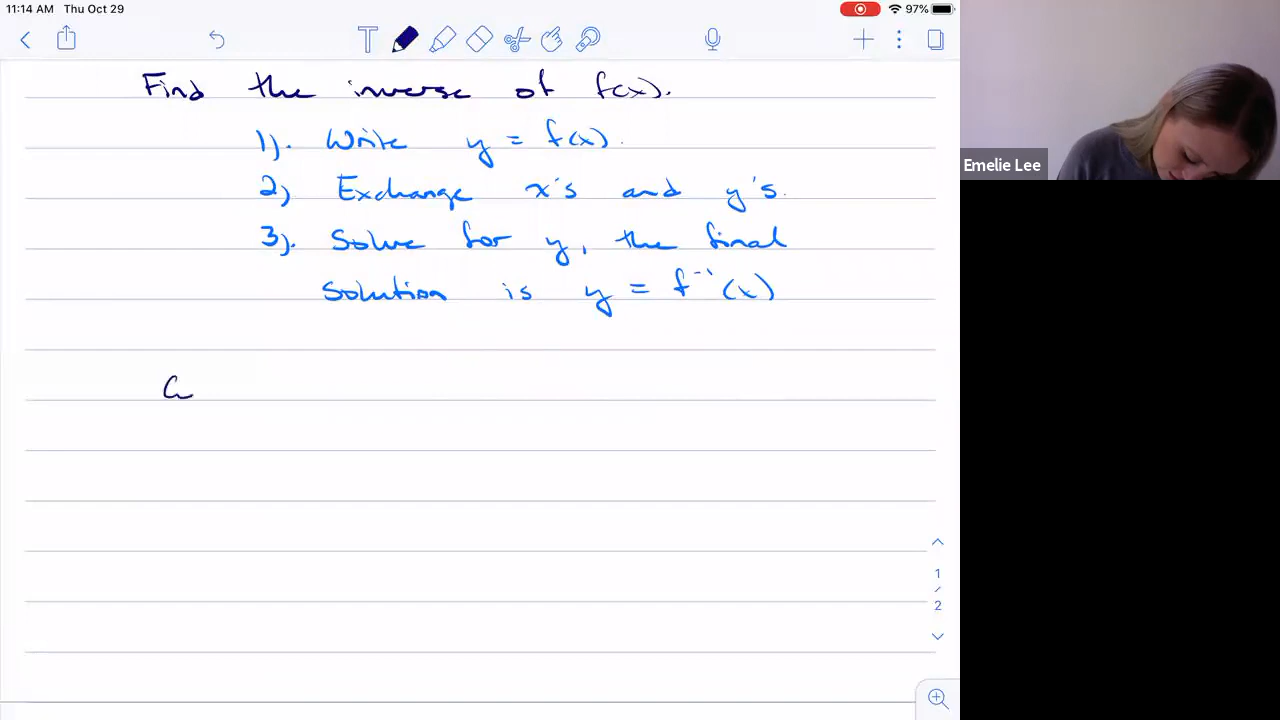 11:14 AM Thu Oct 29
97%
Find the inverse of f(x).
1). Write y = f(x).
2) Exchange x's and y's.
3). Solve for y, the final
solution is y = f⁻¹(x)
Emelie Lee
1
/
2